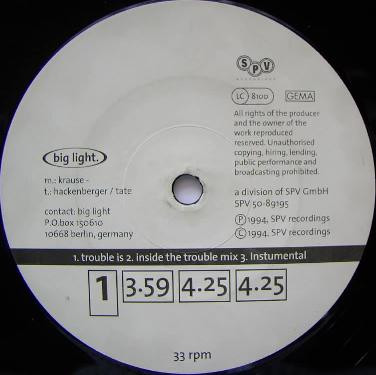 SPV
RECORDINGS
LC 8100 GEMA
All rights of the producer
and the owner of the
work reproduced
reserved. Unauthorised
copying, hiring, lending,
public performance and
broadcasting prohibited.
big light.
m.: krause -
t.: hackenberger / tate
contact: big light
P.O.box 150610
10668 berlin, germany
a division of SPV GmbH
SPV 50-89195
Ⓟ 1994, SPV recordings
Ⓒ 1994, SPV recordings
1. trouble is 2. inside the trouble mix 3. Instumental
1 3.59 4.25 4.25
33 rpm